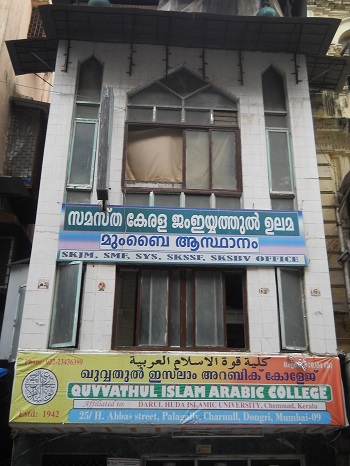 സമസ്ത കേരള ജംഇയ്യത്തുൽ ഉലമ
മുംബൈ ആസ്ഥാനം
SKJM, SMF, SYS, SKSSF, SKSBV OFFICE
كلية قوة الاسلام العربية
ഖുവ്വതുൽ ഇസ്‌ലാം അറബിക് കോളേജ്
QUVVATHUL ISLAM ARABIC COLLEGE
Affiliated to: DARUL HUDA ISLAMIC UNIVERSITY, Chemmad, Kerala
Estd: 1942
25/ H. Abbas street, Palagally, Charnull, Dongri, Mumbai-09